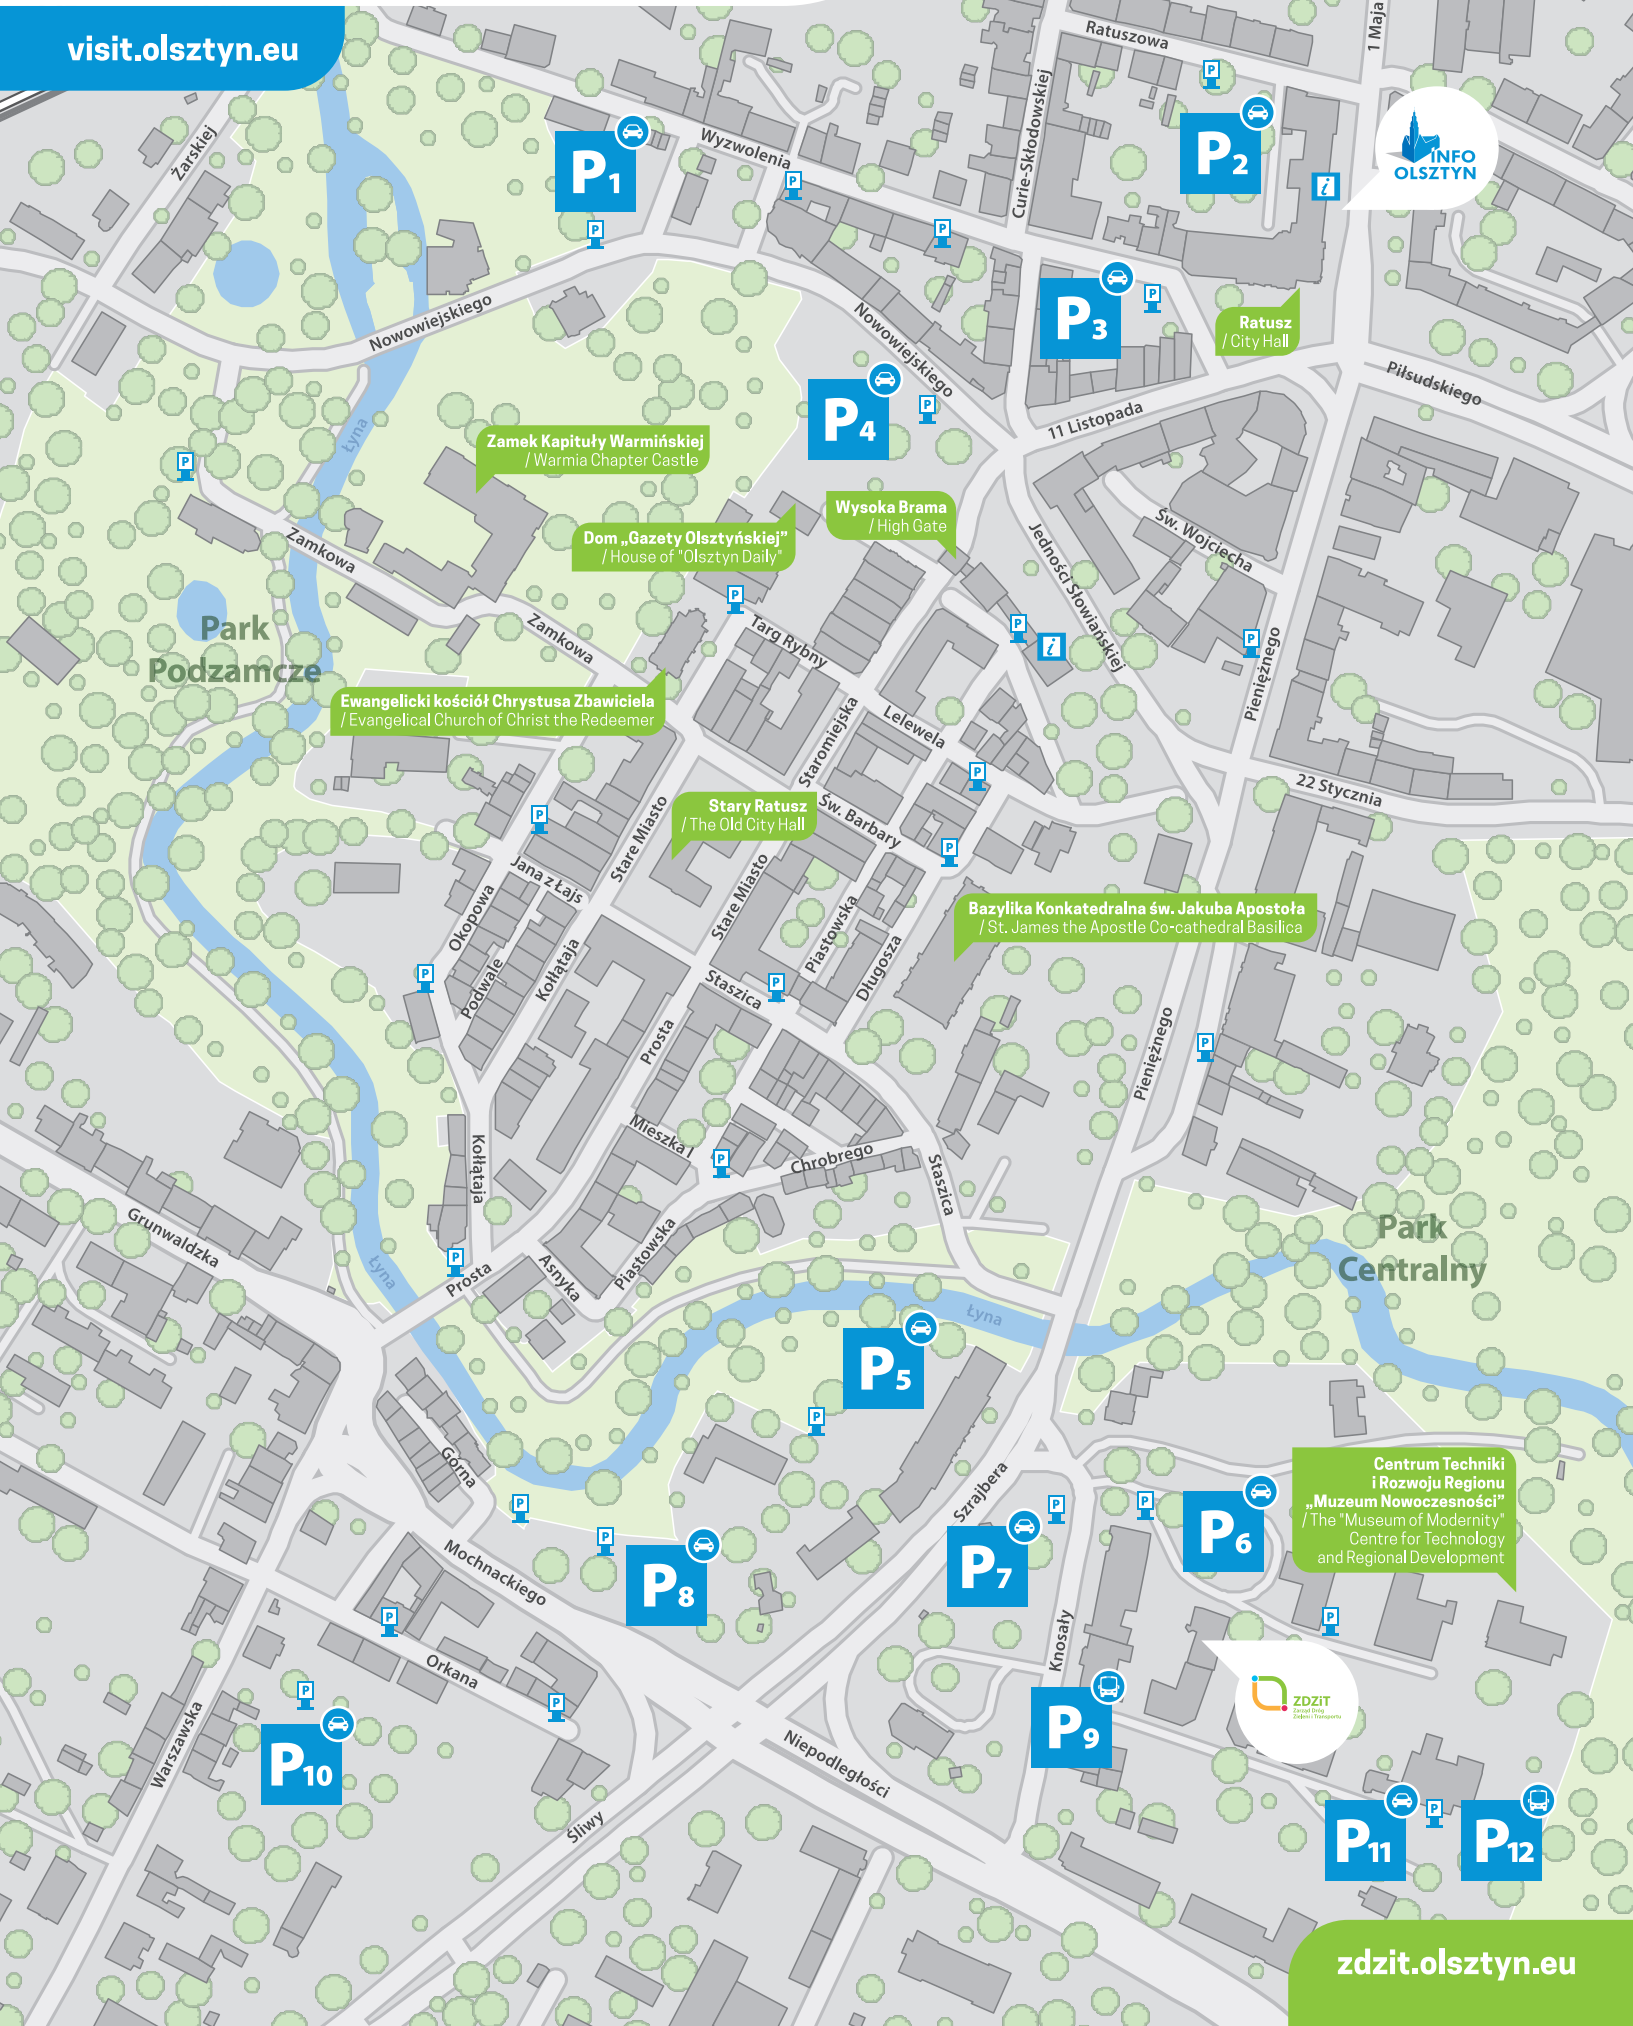 visit.olsztyn.eu
Ratuszowa
1 Maja
Żarskiej
P1
Wyzwolenia
P
Curie-Skłodowskiej
P
P2
i
INFO
OLSZTYN
P
P
Nowowiejskiego
Nowowiejskiego
P3
P
Ratusz
/ City Hall
Piłsudskiego
P4
P
11 Listopada
Łyna
P
Zamek Kapituły Warmińskiej
/ Warmia Chapter Castle
Wysoka Brama
/ High Gate
Dom „Gazety Olsztyńskiej”
/ House of "Olsztyn Daily"
Zamkowa
Jedności Słowiańskiej
Św. Wojciecha
P
P
i
P
Park
Podzamcze
Zamkowa
Targ Rybny
Pieniężnego
Ewangelicki kościół Chrystusa Zbawiciela
/ Evangelical Church of Christ the Redeemer
Lelewela
Staromiejska
P
22 Stycznia
P
Stare Miasto
Stary Ratusz
/ The Old City Hall
Św. Barbary
P
Jana z Łajs
Okopowa
Stare Miasto
Piastowska
Długosza
Bazylika Konkatedralna św. Jakuba Apostoła
/ St. James the Apostle Co-cathedral Basilica
P
Podwale
Kołłątaja
Staszica
P
Prosta
Pieniężnego
P
Mieszka I
P
Chrobrego
Kołłątaja
Staszica
Grunwaldzka
Łyna
P
Prosta
Asnyka
Piastowska
Park
Centralny
Łyna
P5
P
Górna
P
P
Mochnackiego
P8
Szrajbera
P7
P
P
P6
Centrum Techniki
i Rozwoju Regionu
„Muzeum Nowoczesności”
/ The "Museum of Modernity"
Centre for Technology
and Regional Development
P
P
Orkana
P
Knosały
P9
ZDZiT
Zarząd Dróg
Zieleni i Transportu
Warszawska
P
P10
Niepodległości
Śliwy
P11
P
P12
zdzit.olsztyn.eu